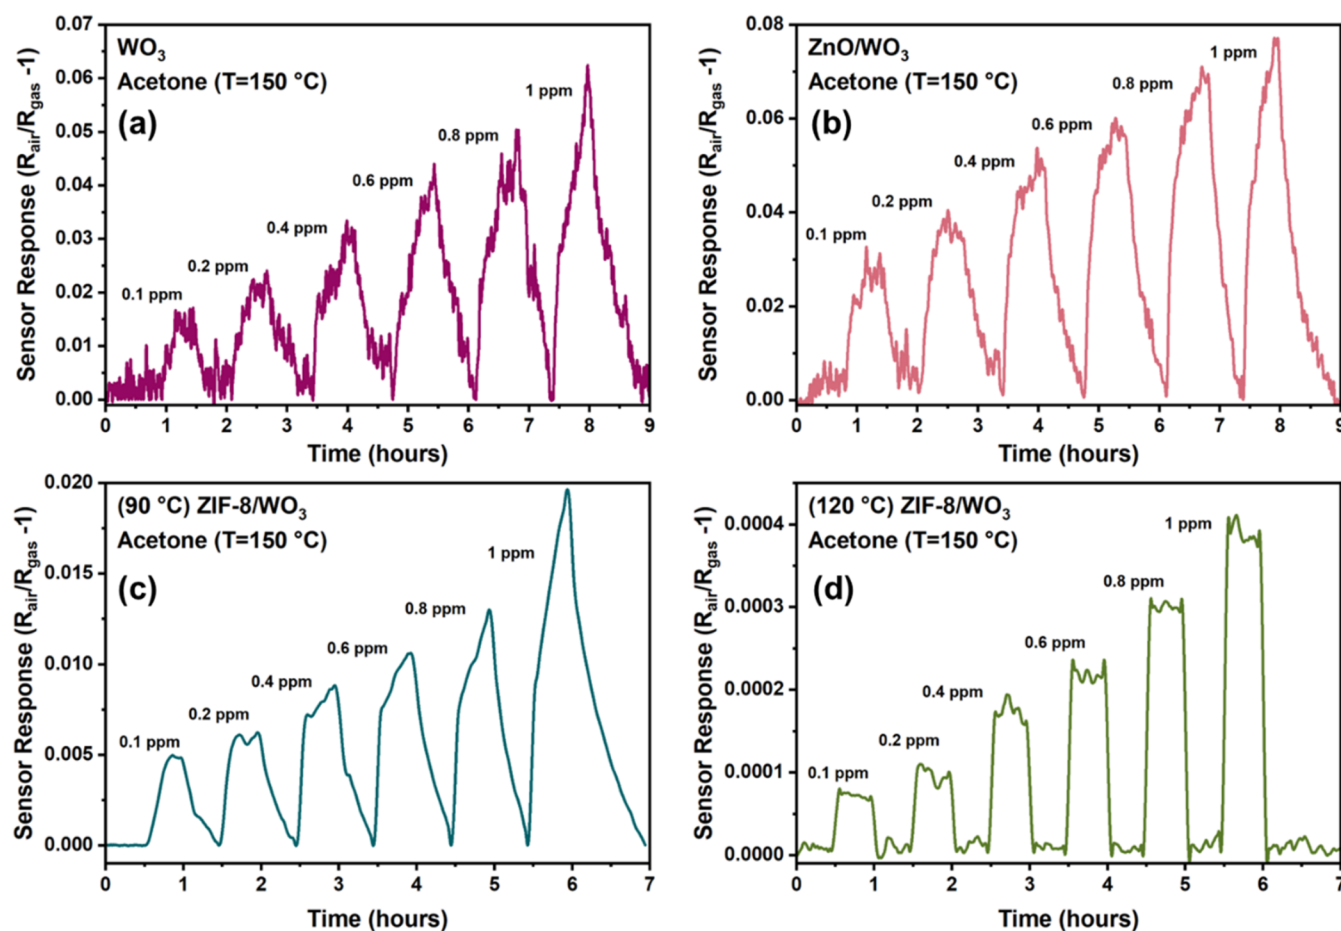 WO₃
Acetone (T=150 °C)
(a)
0.1 ppm
0.2 ppm
0.4 ppm
0.6 ppm
0.8 ppm
1 ppm
Sensor Response (Rair/Rgas -1)
0.07
0.06
0.05
0.04
0.03
0.02
0.01
0.00
0 1 2 3 4 5 6 7 8 9
Time (hours)
ZnO/WO₃
Acetone (T=150 °C)
(b)
0.1 ppm
0.2 ppm
0.4 ppm
0.6 ppm
0.8 ppm
1 ppm
Sensor Response (Rair/Rgas -1)
0.08
0.06
0.04
0.02
0.00
0 1 2 3 4 5 6 7 8 9
Time (hours)
(90 °C) ZIF-8/WO₃
Acetone (T=150 °C)
(c)
0.1 ppm
0.2 ppm
0.4 ppm
0.6 ppm
0.8 ppm
1 ppm
Sensor Response (Rair/Rgas -1)
0.020
0.015
0.010
0.005
0.000
0 1 2 3 4 5 6 7
Time (hours)
(120 °C) ZIF-8/WO₃
Acetone (T=150 °C)
(d)
0.1 ppm
0.2 ppm
0.4 ppm
0.6 ppm
0.8 ppm
1 ppm
Sensor Response (Rair/Rgas -1)
0.0004
0.0003
0.0002
0.0001
0.0000
0 1 2 3 4 5 6 7
Time (hours)